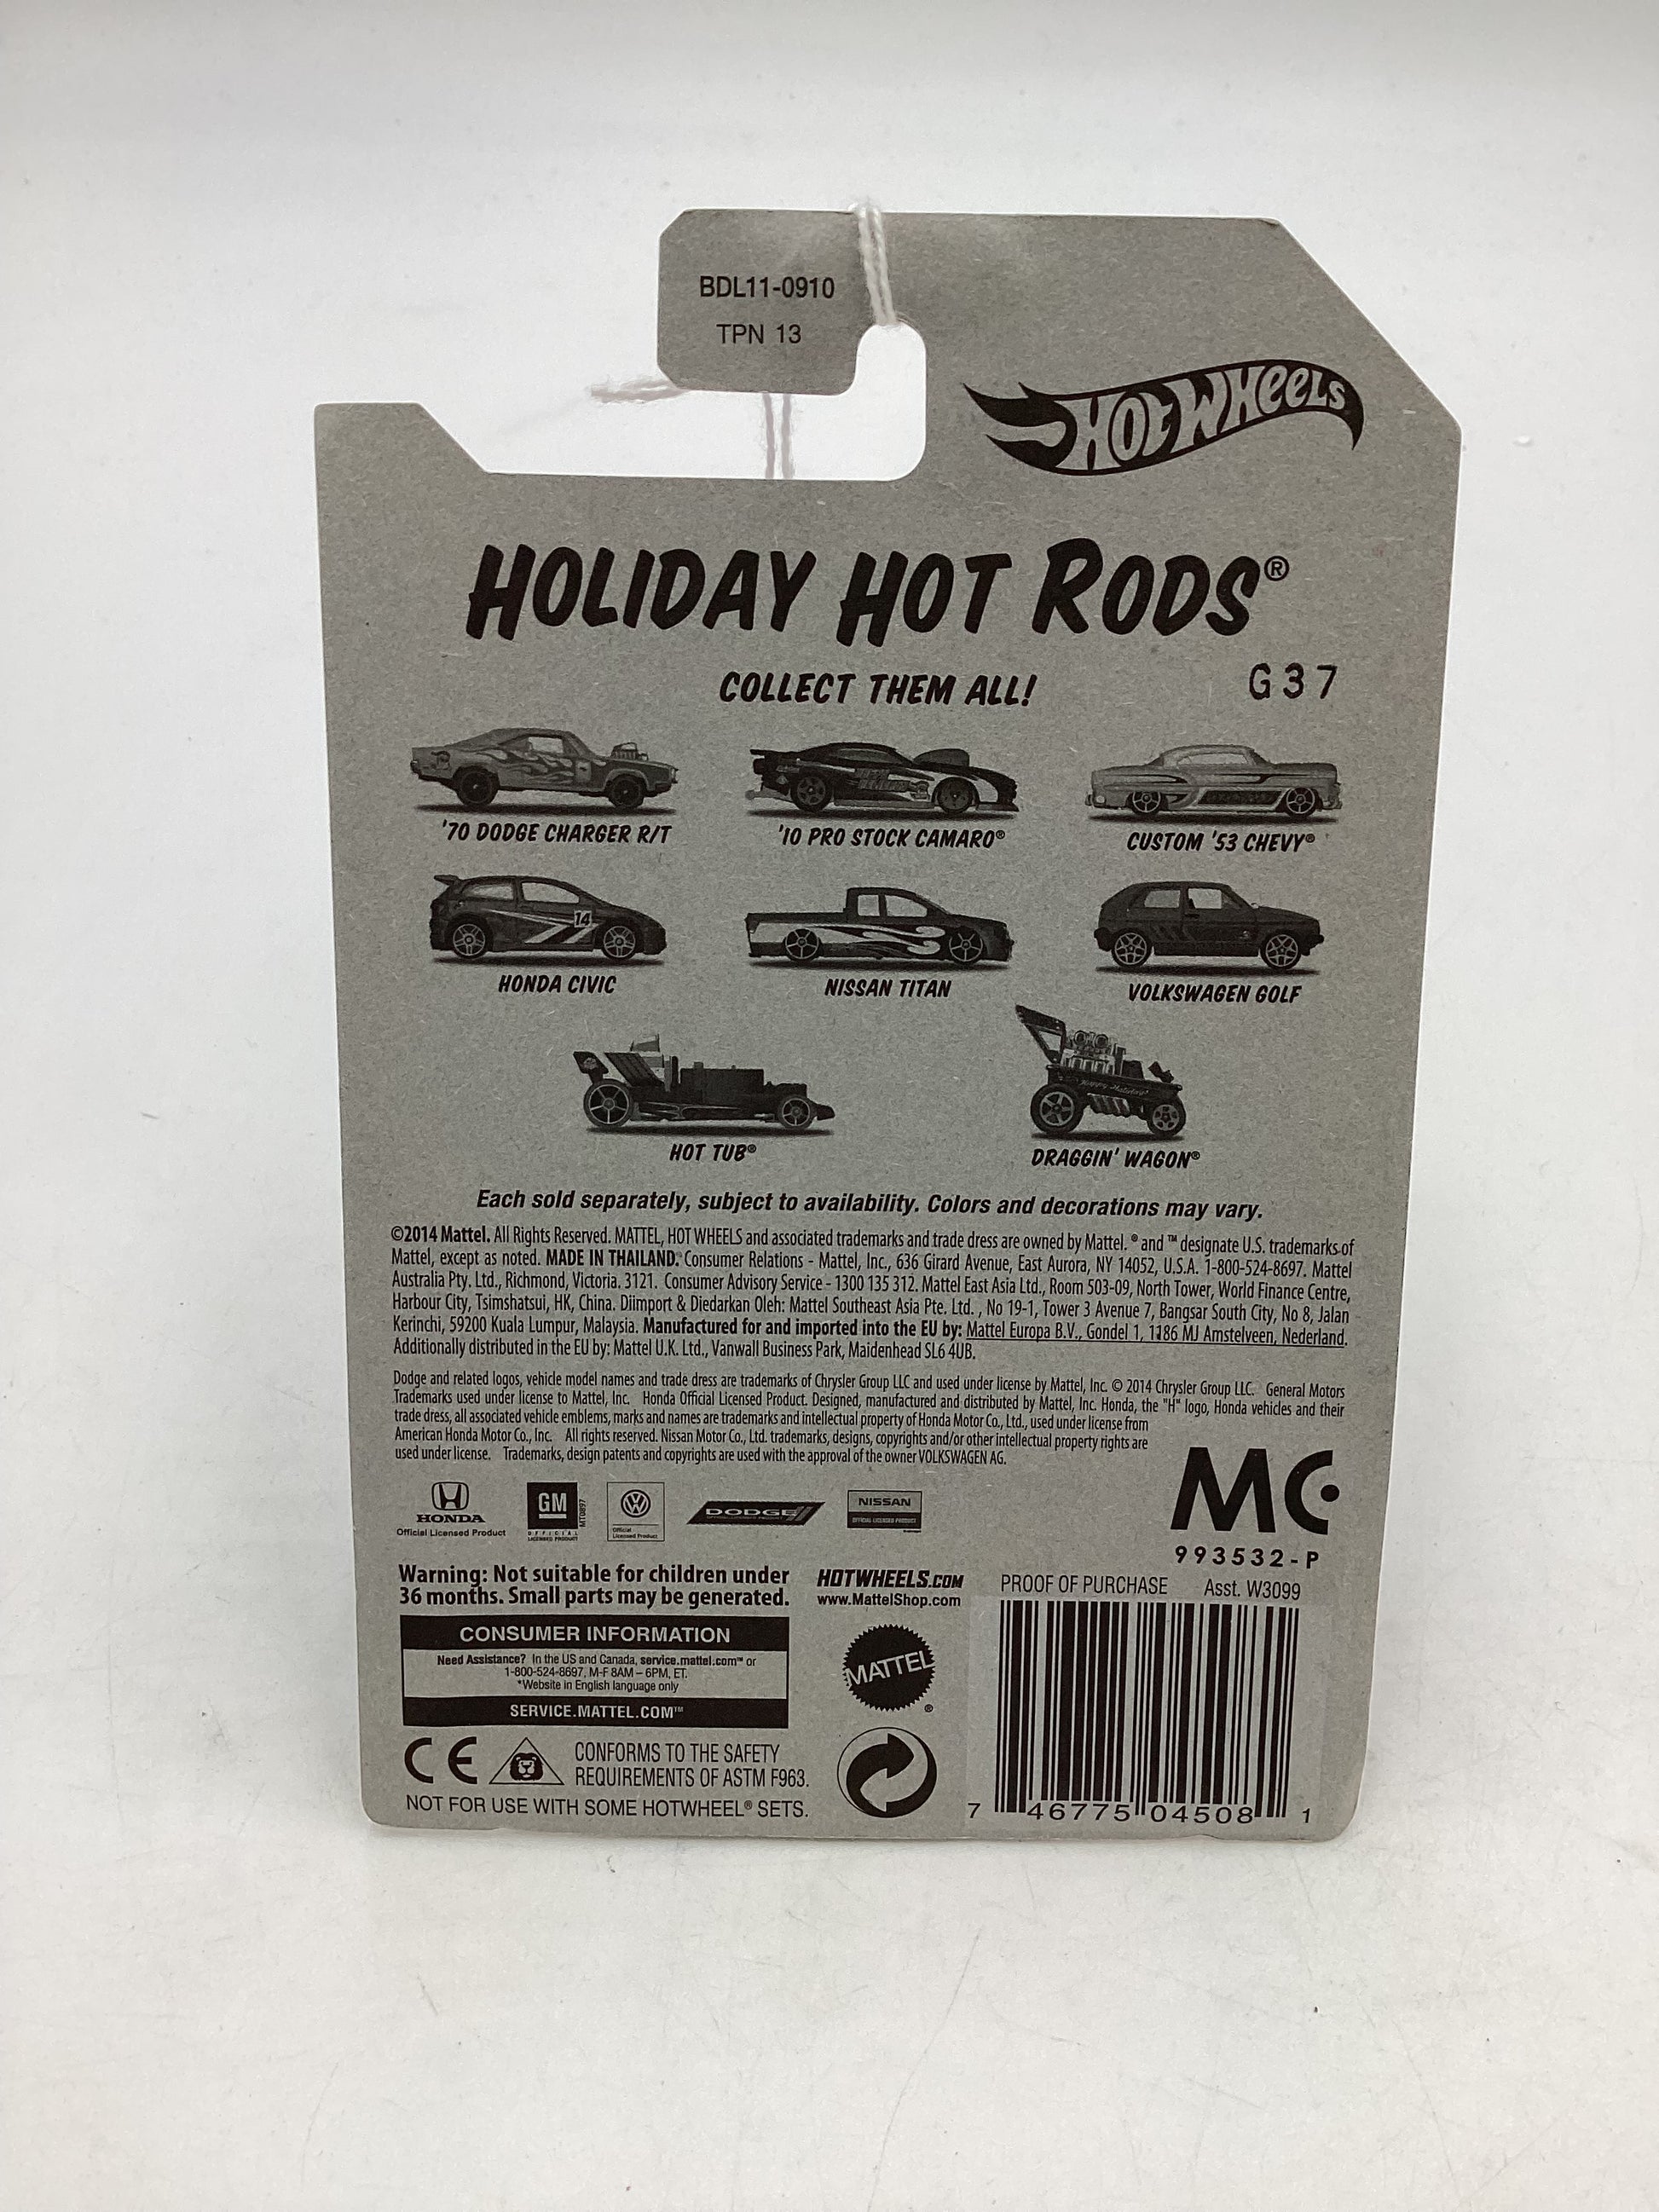 BDL11-0910
TPN 13
HOT WHEELS
HOLIDAY HOT RODS®
COLLECT THEM ALL!
G37
'70 DODGE CHARGER R/T
'10 PRO STOCK CAMARO®
CUSTOM '53 CHEVY®
14
HONDA CIVIC
NISSAN TITAN
VOLKSWAGEN GOLF
HOT TUB®
DRAGGIN' WAGON®
Each sold separately, subject to availability. Colors and decorations may vary.
©2014 Mattel. All Rights Reserved. MATTEL, HOT WHEELS and associated trademarks and trade dress are owned by Mattel. ® and ™ designate U.S. trademarks of
Mattel, except as noted. MADE IN THAILAND. Consumer Relations - Mattel, Inc., 636 Girard Avenue, East Aurora, NY 14052, U.S.A. 1-800-524-8697. Mattel
Australia Pty. Ltd., Richmond, Victoria. 3121. Consumer Advisory Service - 1300 135 312. Mattel East Asia Ltd., Room 503-09, North Tower, World Finance Centre,
Harbour City, Tsimshatsui, HK, China. Diimport & Diedarkan Oleh: Mattel Southeast Asia Pte. Ltd. , No 19-1, Tower 3 Avenue 7, Bangsar South City, No 8, Jalan
Kerinchi, 59200 Kuala Lumpur, Malaysia. Manufactured for and imported into the EU by: Mattel Europa B.V., Gondel 1, 1186 MJ Amstelveen, Nederland.
Additionally distributed in the EU by: Mattel U.K. Ltd., Vanwall Business Park, Maidenhead SL6 4UB.
Dodge and related logos, vehicle model names and trade dress are trademarks of Chrysler Group LLC and used under license by Mattel, Inc. © 2014 Chrysler Group LLC. General Motors
Trademarks used under license to Mattel, Inc. Honda Official Licensed Product. Designed, manufactured and distributed by Mattel, Inc. Honda, the "H" logo, Honda vehicles and their
trade dress, all associated vehicle emblems, marks and names are trademarks and intellectual property of Honda Motor Co., Ltd., used under license from
American Honda Motor Co., Inc. All rights reserved. Nissan Motor Co., Ltd. trademarks, designs, copyrights and/or other intellectual property rights are
used under license. Trademarks, design patents and copyrights are used with the approval of the owner VOLKSWAGEN AG.
HONDA
Official Licensed Product
GM
OFFICIAL
LICENSED PRODUCT
MT0897
Official
Licensed Product
DODGE
NISSAN
OFFICIAL LICENSED PRODUCT
MC
993532-P
Warning: Not suitable for children under
36 months. Small parts may be generated.
HOTWHEELS.COM
www.MattelShop.com
PROOF OF PURCHASE Asst. W3099
CONSUMER INFORMATION
Need Assistance? In the US and Canada, service.mattel.com™ or
1-800-524-8697, M-F 8AM – 6PM, ET.
*Website in English language only
SERVICE.MATTEL.COM™
MATTEL®
CE
CONFORMS TO THE SAFETY
REQUIREMENTS OF ASTM F963.
NOT FOR USE WITH SOME HOTWHEEL® SETS.
7 46775 04508 1